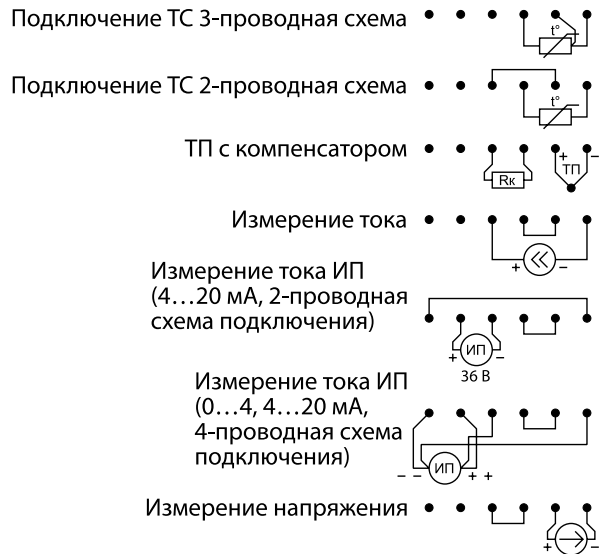 Подключение ТС 3-проводная схема
t°
Подключение ТС 2-проводная схема
t°
ТП с компенсатором
Rк
+ ТП −
Измерение тока
+ −
Измерение тока ИП
(4…20 мА, 2-проводная
схема подключения)
+ ИП −
36 В
Измерение тока ИП
(0…4, 4…20 мА,
4-проводная схема
подключения)
− − ИП + +
Измерение напряжения
+ −